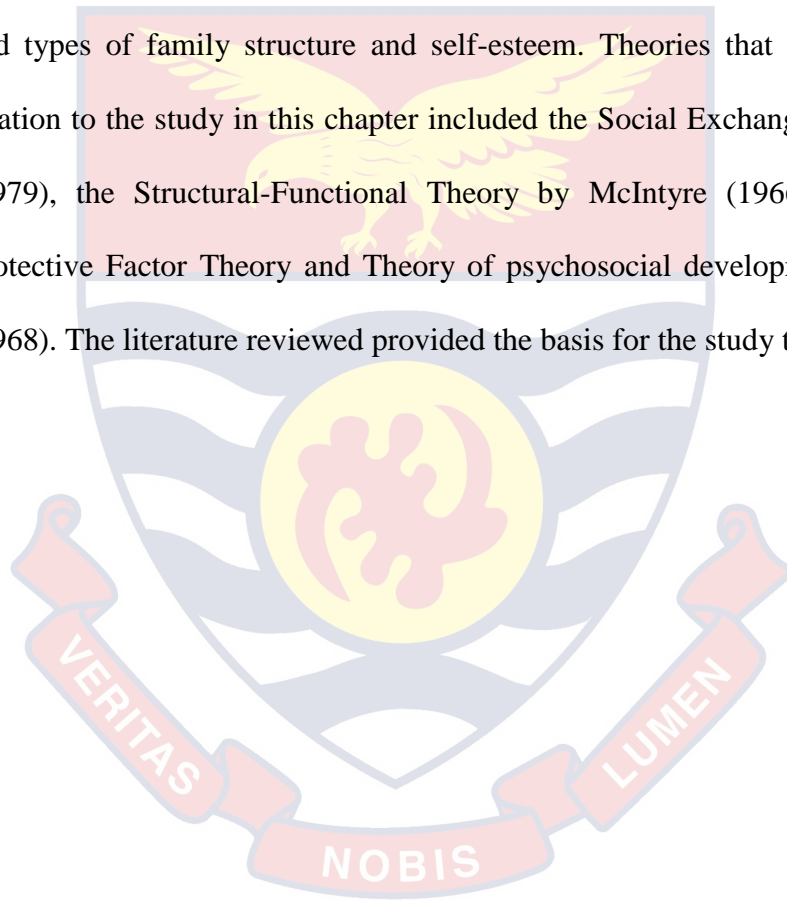 d types of family structure and self-esteem. Theories that
ation to the study in this chapter included the Social Exchang
979), the Structural-Functional Theory by McIntyre (1966
otective Factor Theory and Theory of psychosocial develop
968). The literature reviewed provided the basis for the study t
VERITAS
NOBIS
LUMEN